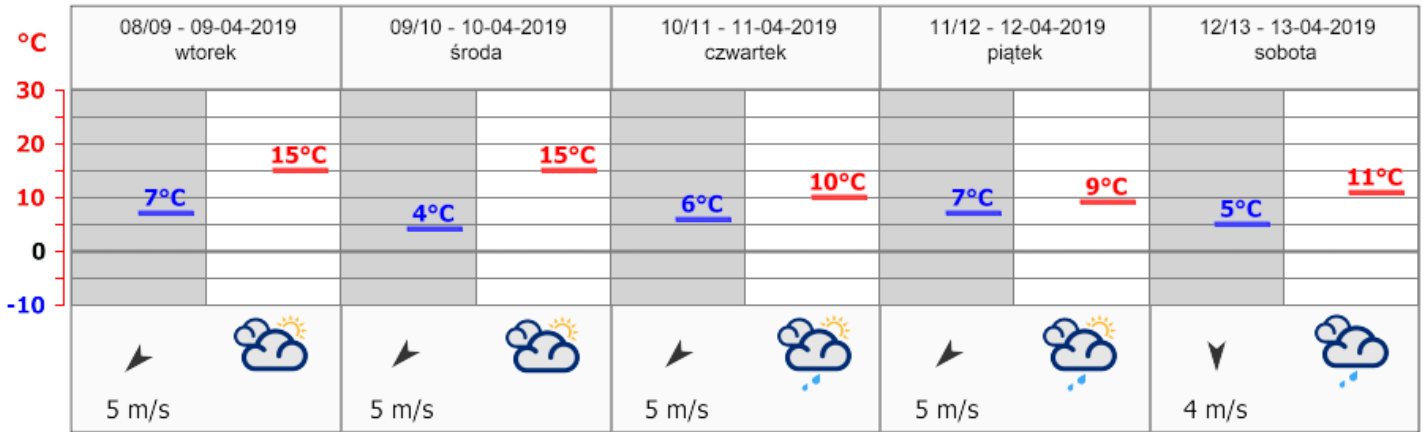 °C
08/09 - 09-04-2019
wtorek
09/10 - 10-04-2019
środa
10/11 - 11-04-2019
czwartek
11/12 - 12-04-2019
piątek
12/13 - 13-04-2019
sobota
30
20
10
0
-10
7°C
15°C
4°C
15°C
6°C
10°C
7°C
9°C
5°C
11°C
5 m/s
5 m/s
5 m/s
5 m/s
4 m/s